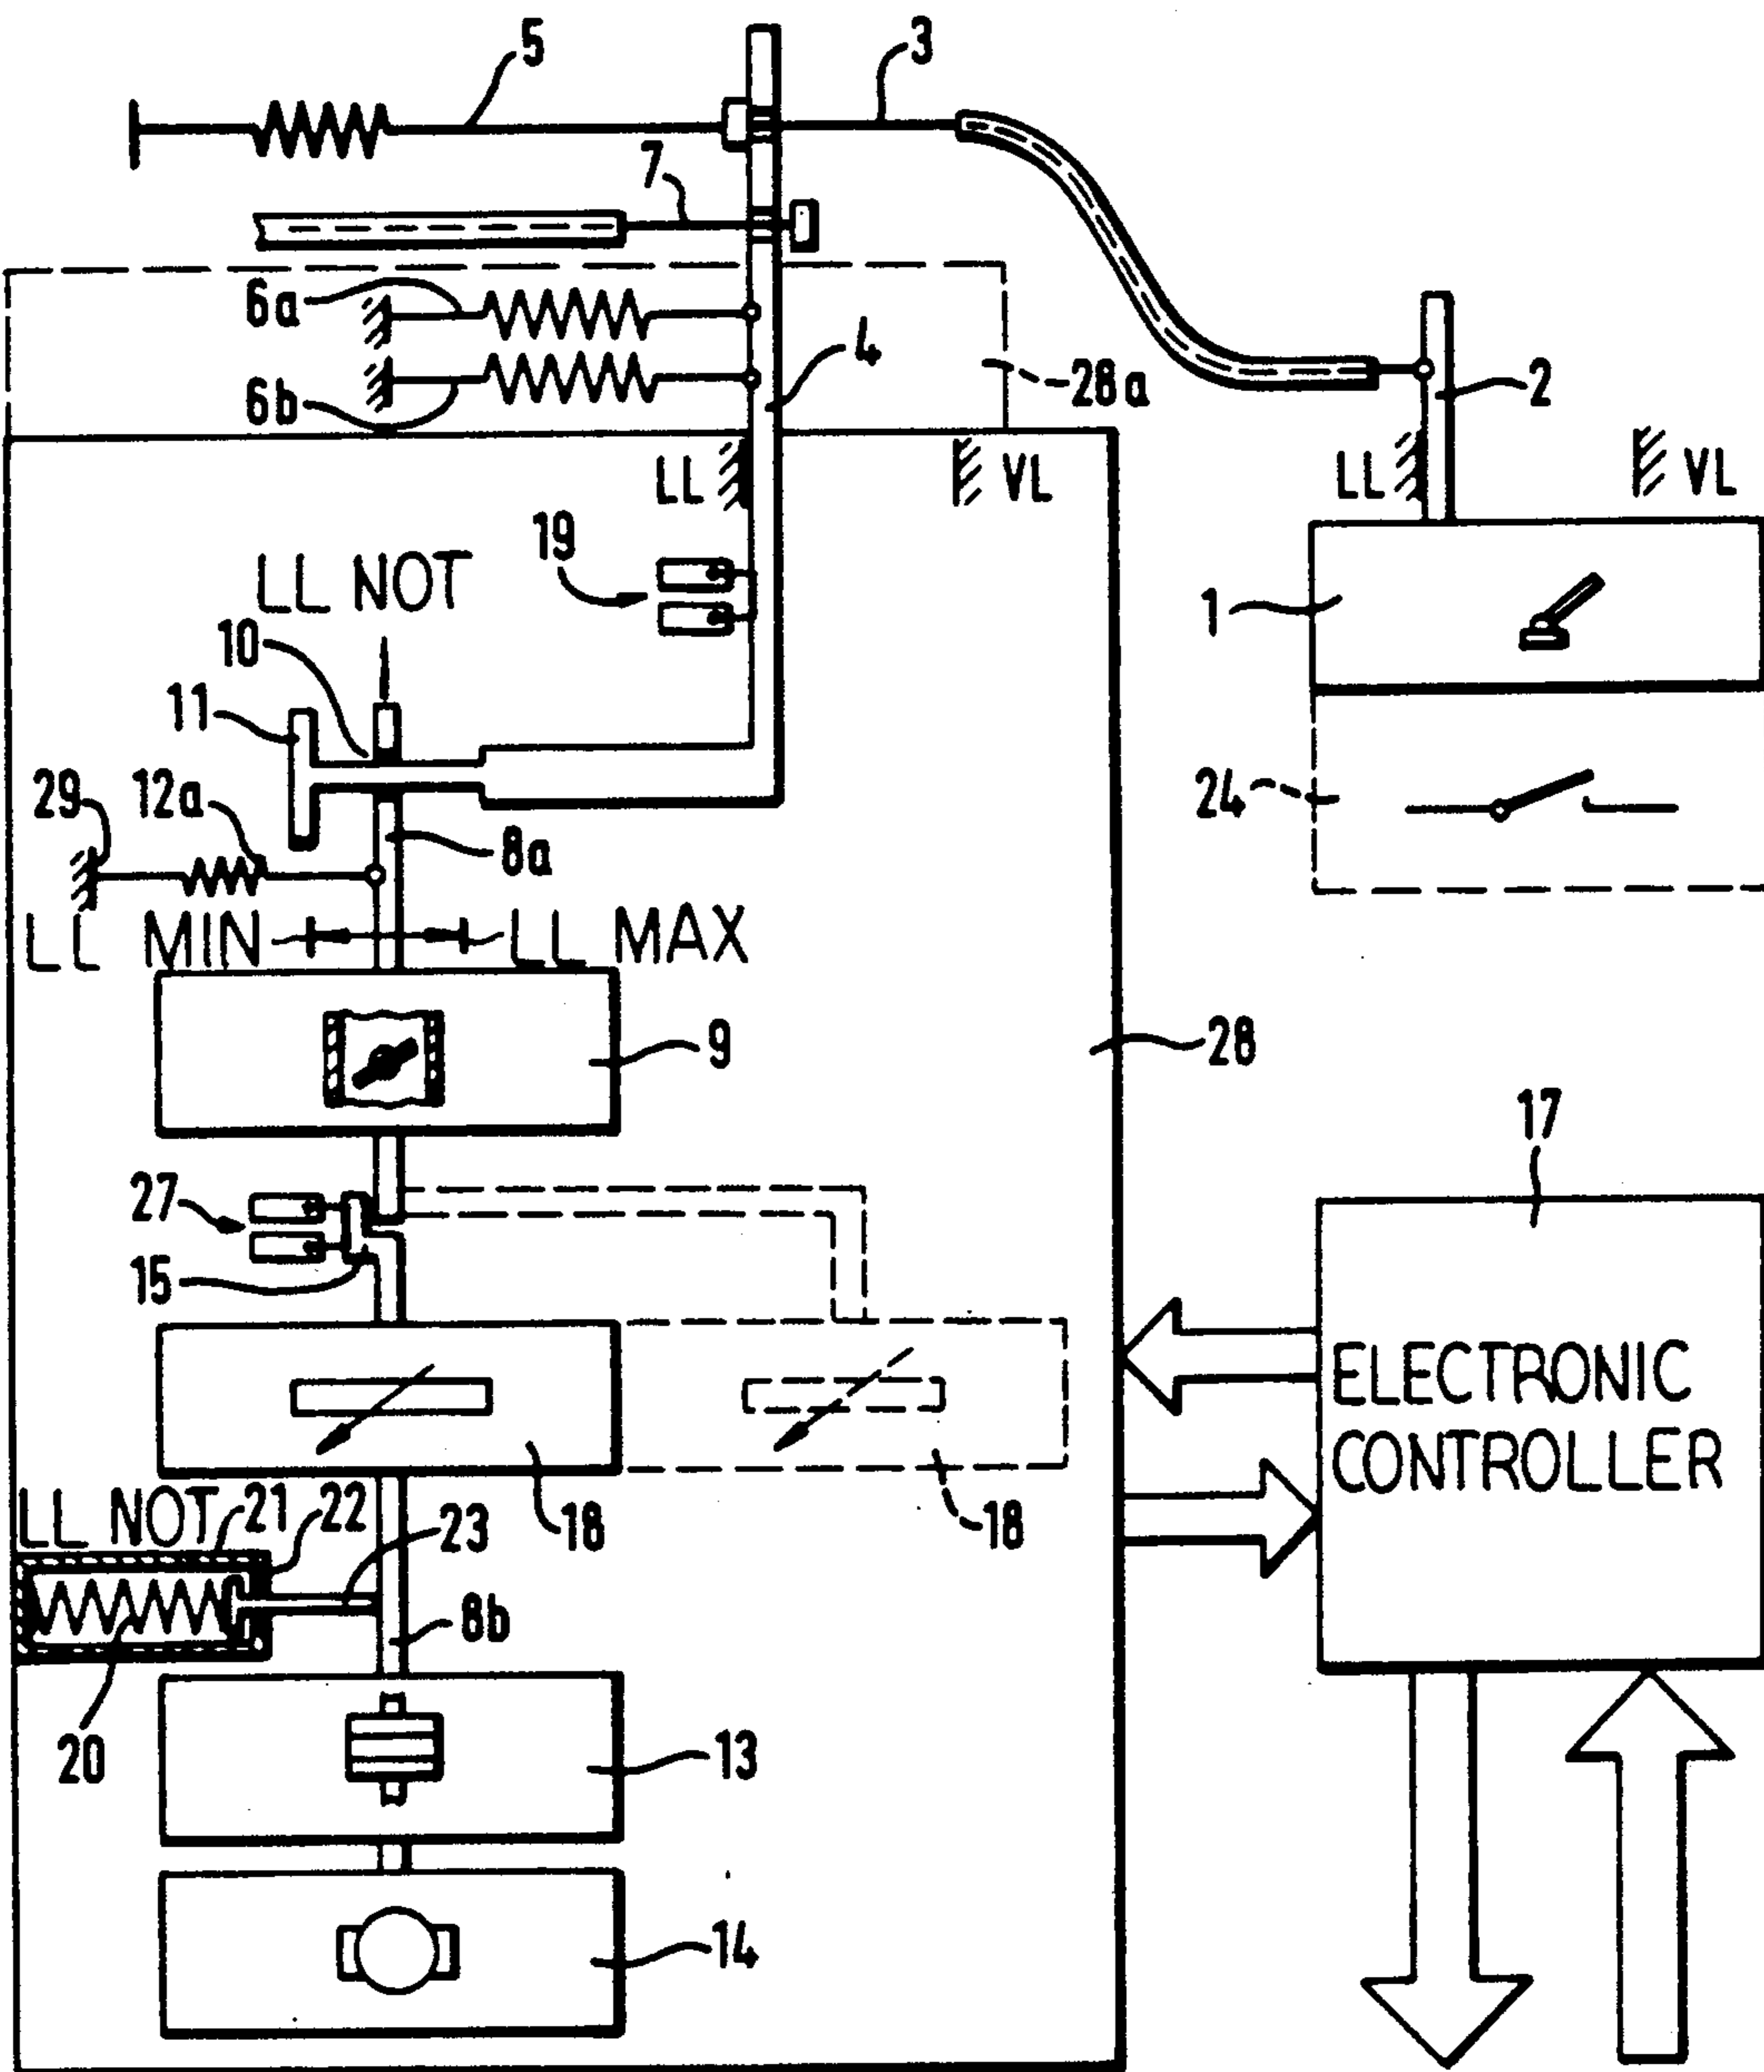 5
3
7
6a
4
28a
2
6b
LL
VL
LL
VL
19
LL NOT
1
10
11
29
12a
24
8a
LL MIN
LL MAX
9
28
17
27
15
ELECTRONIC
CONTROLLER
LL NOT
21
22
23
18
18
8b
20
13
14